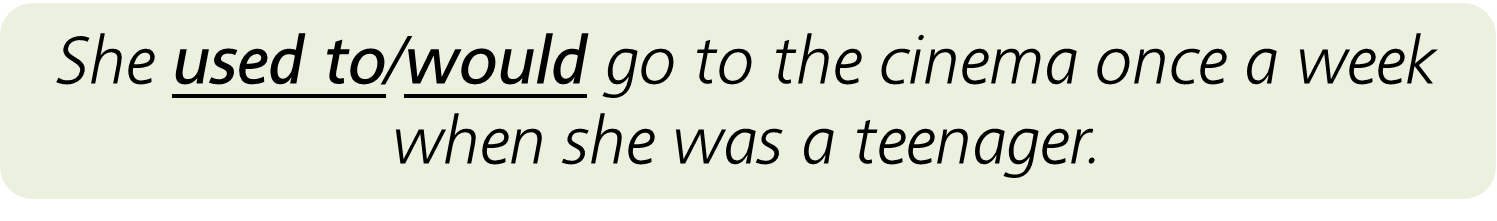 She used to/would go to the cinema once a week
when she was a teenager.